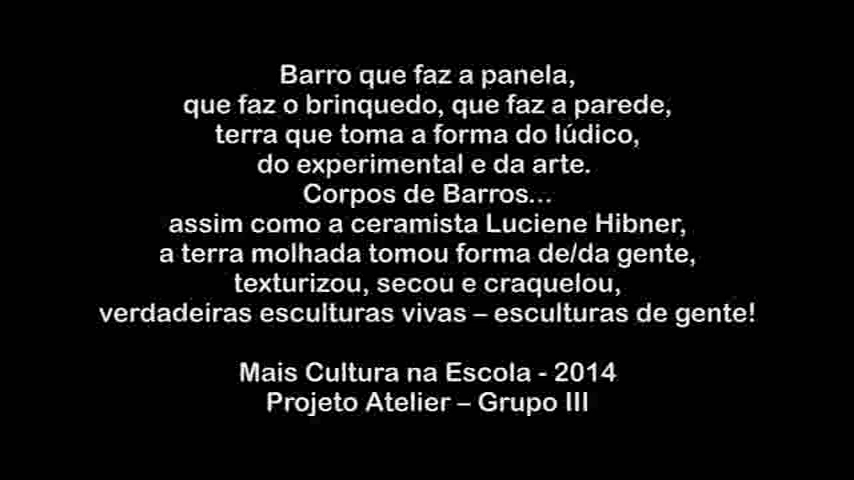 Barro que faz a panela,
que faz o brinquedo, que faz a parede,
terra que toma a forma do lúdico,
do experimental e da arte.
Corpos de Barros...
assim como a ceramista Luciene Hibner,
a terra molhada tomou forma de/da gente,
texturizou, secou e craquelou,
verdadeiras esculturas vivas – esculturas de gente!
Mais Cultura na Escola - 2014
Projeto Atelier – Grupo III